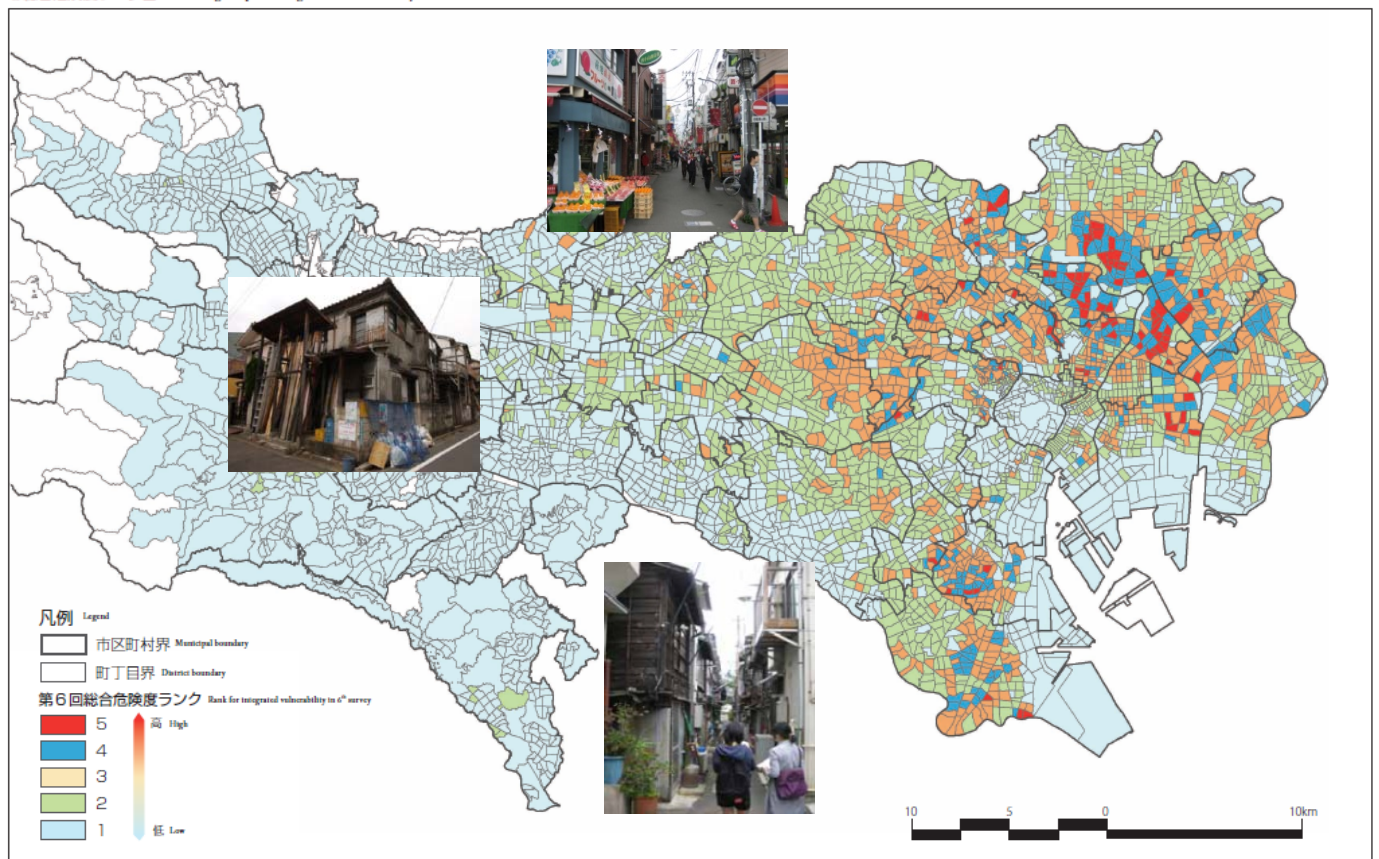 凡例 Legend
市区町村界 Municipal boundary
町丁目界 District boundary
第6回総合危険度ランク Rank for integrated vulnerability in 6th survey
5
4
3
2
1
高 High
低 Low
10 5 0 10km